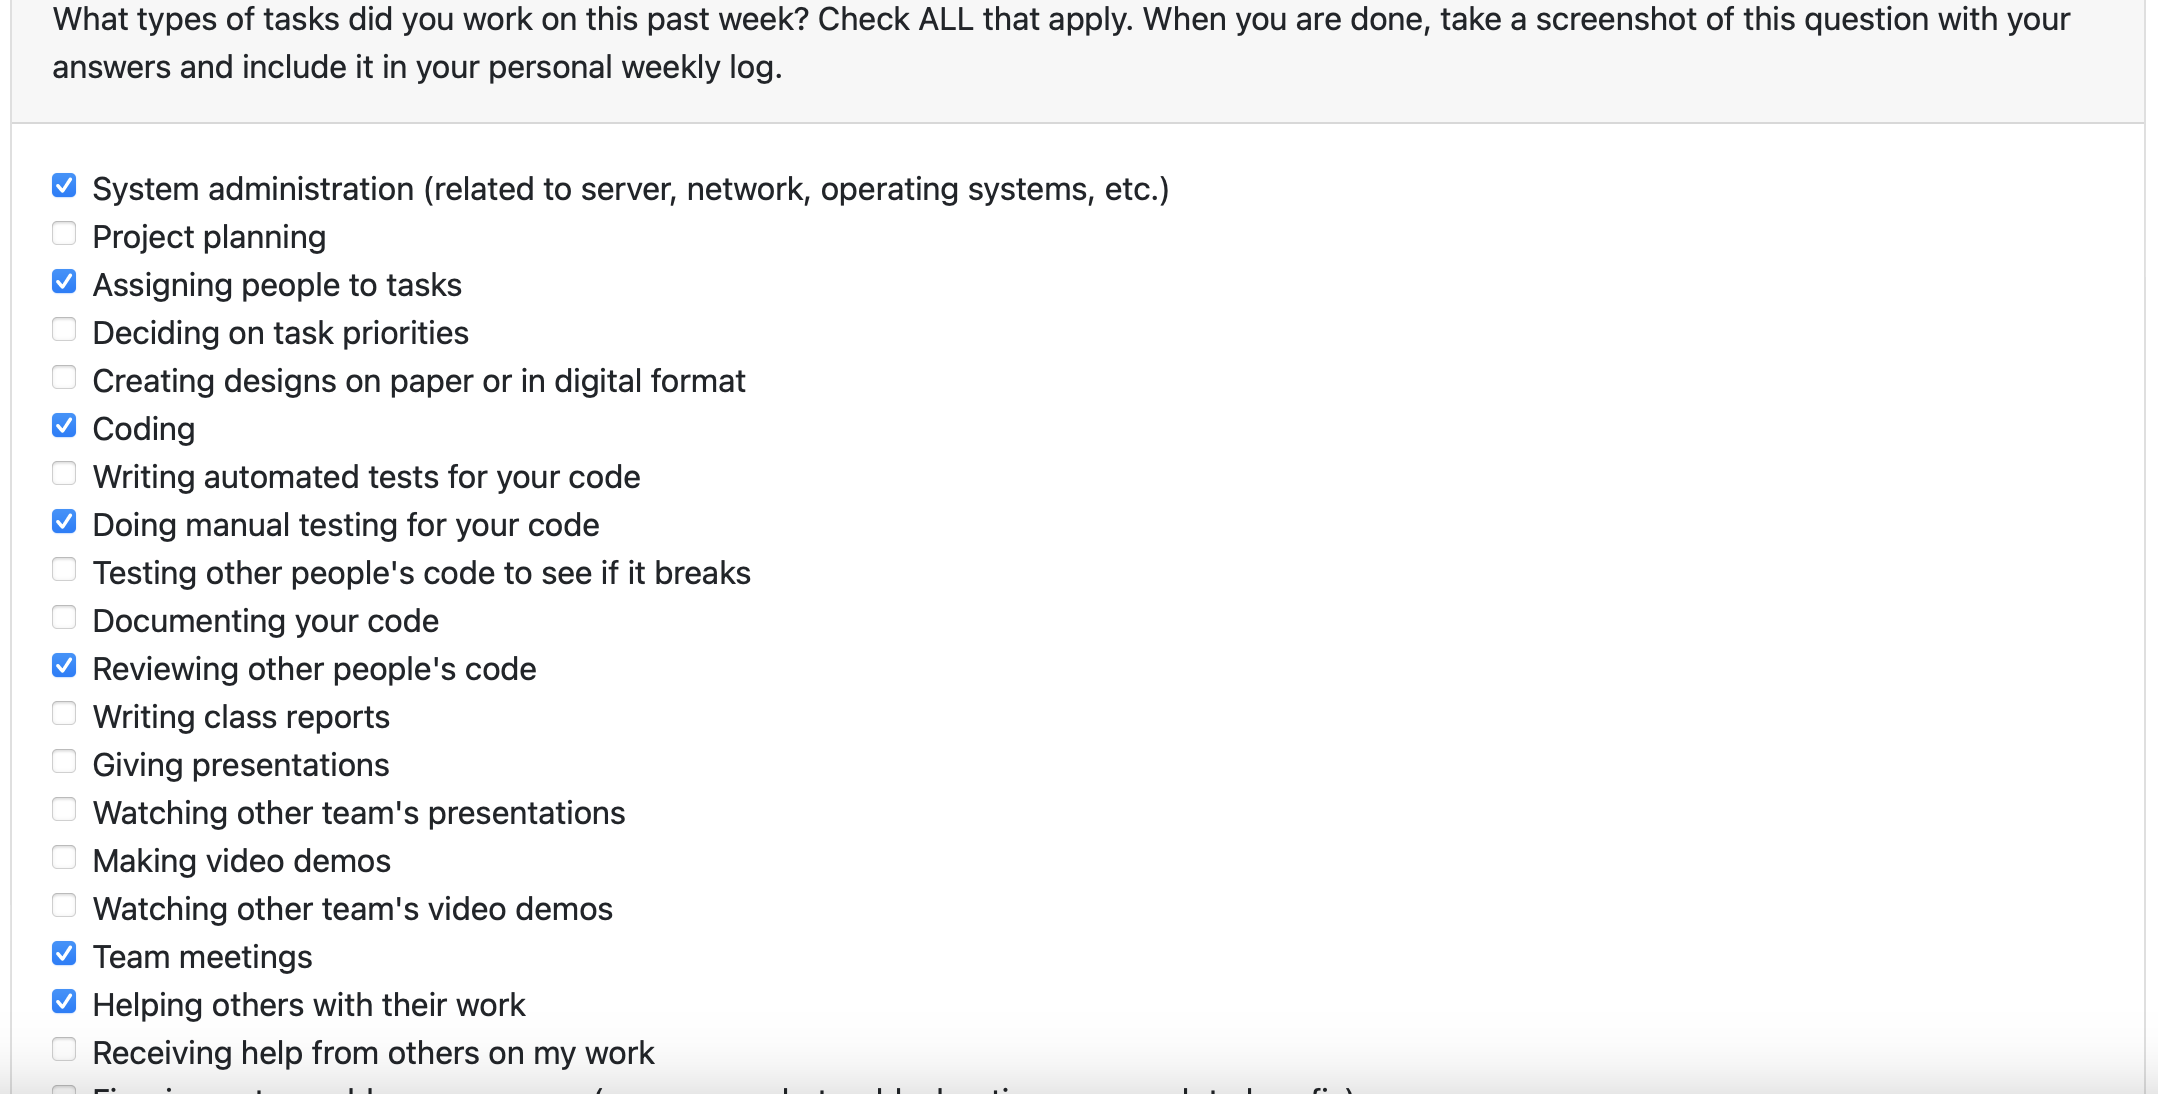 What types of tasks did you work on this past week? Check ALL that apply. When you are done, take a screenshot of this question with your
answers and include it in your personal weekly log.
System administration (related to server, network, operating systems, etc.)
Project planning
Assigning people to tasks
Deciding on task priorities
Creating designs on paper or in digital format
Coding
Writing automated tests for your code
Doing manual testing for your code
Testing other people's code to see if it breaks
Documenting your code
Reviewing other people's code
Writing class reports
Giving presentations
Watching other team's presentations
Making video demos
Watching other team's video demos
Team meetings
Helping others with their work
Receiving help from others on my work